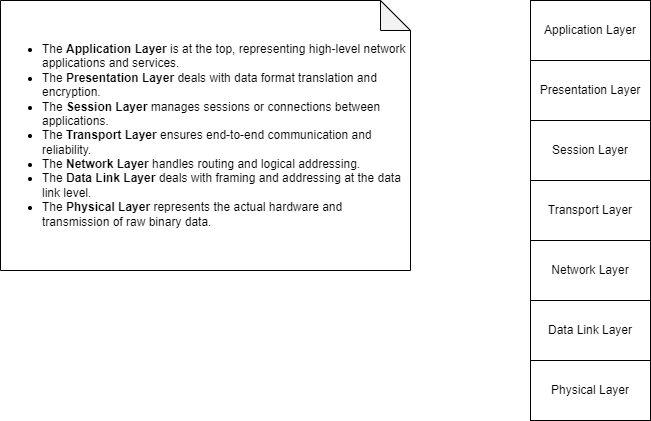 The Application Layer is at the top, representing high-level network
applications and services.
The Presentation Layer deals with data format translation and
encryption.
The Session Layer manages sessions or connections between
applications.
The Transport Layer ensures end-to-end communication and
reliability.
The Network Layer handles routing and logical addressing.
The Data Link Layer deals with framing and addressing at the data
link level.
The Physical Layer represents the actual hardware and
transmission of raw binary data.
Application Layer
Presentation Layer
Session Layer
Transport Layer
Network Layer
Data Link Layer
Physical Layer